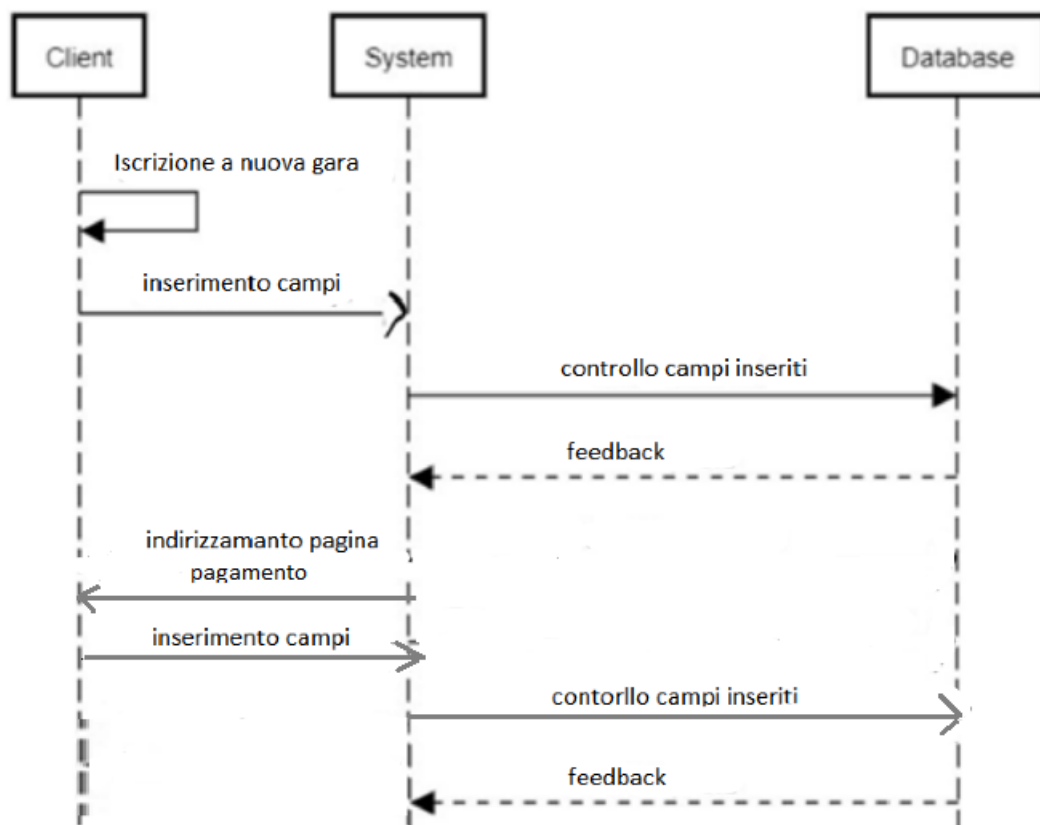 Client
System
Database
Iscrizione a nuova gara
inserimento campi
controllo campi inseriti
feedback
indirizzamanto pagina
pagamento
inserimento campi
contorllo campi inseriti
feedback